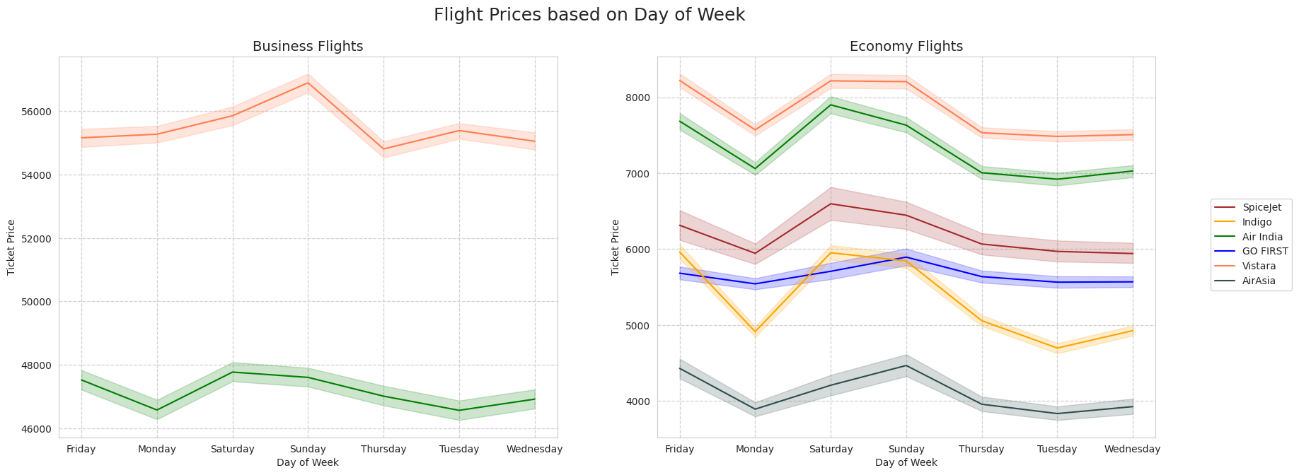 Flight Prices based on Day of Week
Business Flights
Ticket Price
56000
54000
52000
50000
48000
46000
Friday Monday Saturday Sunday Thursday Tuesday Wednesday
Day of Week
Economy Flights
Ticket Price
8000
7000
6000
5000
4000
Friday Monday Saturday Sunday Thursday Tuesday Wednesday
Day of Week
SpiceJet
Indigo
Air India
GO FIRST
Vistara
AirAsia